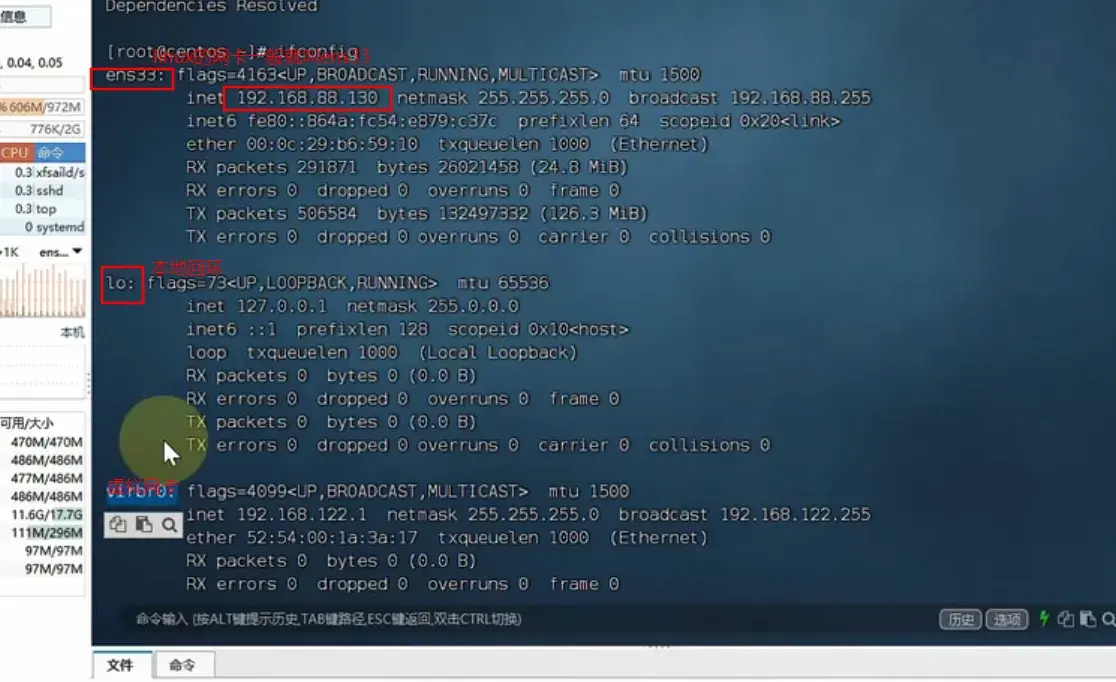 信息
Dependencies Resolved
, 0.04, 0.05
[root@centos ~]# ifconfig
ens33: flags=4163<UP,BROADCAST,RUNNING,MULTICAST>  mtu 1500
% 606M/972M
inet 192.168.88.130  netmask 255.255.255.0  broadcast 192.168.88.255
776K/2G
inet6 fe80::864a:fc54:e879:c37c  prefixlen 64  scopeid 0x20<link>
CPU 命令
ether 00:0c:29:b6:59:10  txqueuelen 1000  (Ethernet)
0.3 xfsaild/s
RX packets 291871  bytes 26021458 (24.8 MiB)
0.3 sshd
RX errors 0  dropped 0  overruns 0  frame 0
0.3 top
TX packets 506584  bytes 132497332 (126.3 MiB)
0 systemd
TX errors 0  dropped 0 overruns 0  carrier 0  collisions 0
1K ens...
本地回环
lo: flags=73<UP,LOOPBACK,RUNNING>  mtu 65536
inet 127.0.0.1  netmask 255.0.0.0
本机
inet6 ::1  prefixlen 128  scopeid 0x10<host>
loop  txqueuelen 1000  (Local Loopback)
RX packets 0  bytes 0 (0.0 B)
RX errors 0  dropped 0  overruns 0  frame 0
可用/大小
TX packets 0  bytes 0 (0.0 B)
470M/470M
TX errors 0  dropped 0 overruns 0  carrier 0  collisions 0
486M/486M
477M/486M
486M/486M
virbr0: flags=4099<UP,BROADCAST,MULTICAST>  mtu 1500
11.6G/17.7G
inet 192.168.122.1  netmask 255.255.255.0  broadcast 192.168.122.255
111M/296M
ether 52:54:00:1a:3a:17  txqueuelen 1000  (Ethernet)
97M/97M
RX packets 0  bytes 0 (0.0 B)
97M/97M
RX errors 0  dropped 0  overruns 0  frame 0
命令输入 (按ALT键提示历史,TAB键路径,ESC键返回,双击CTRL切换)
历史 选项
文件 命令